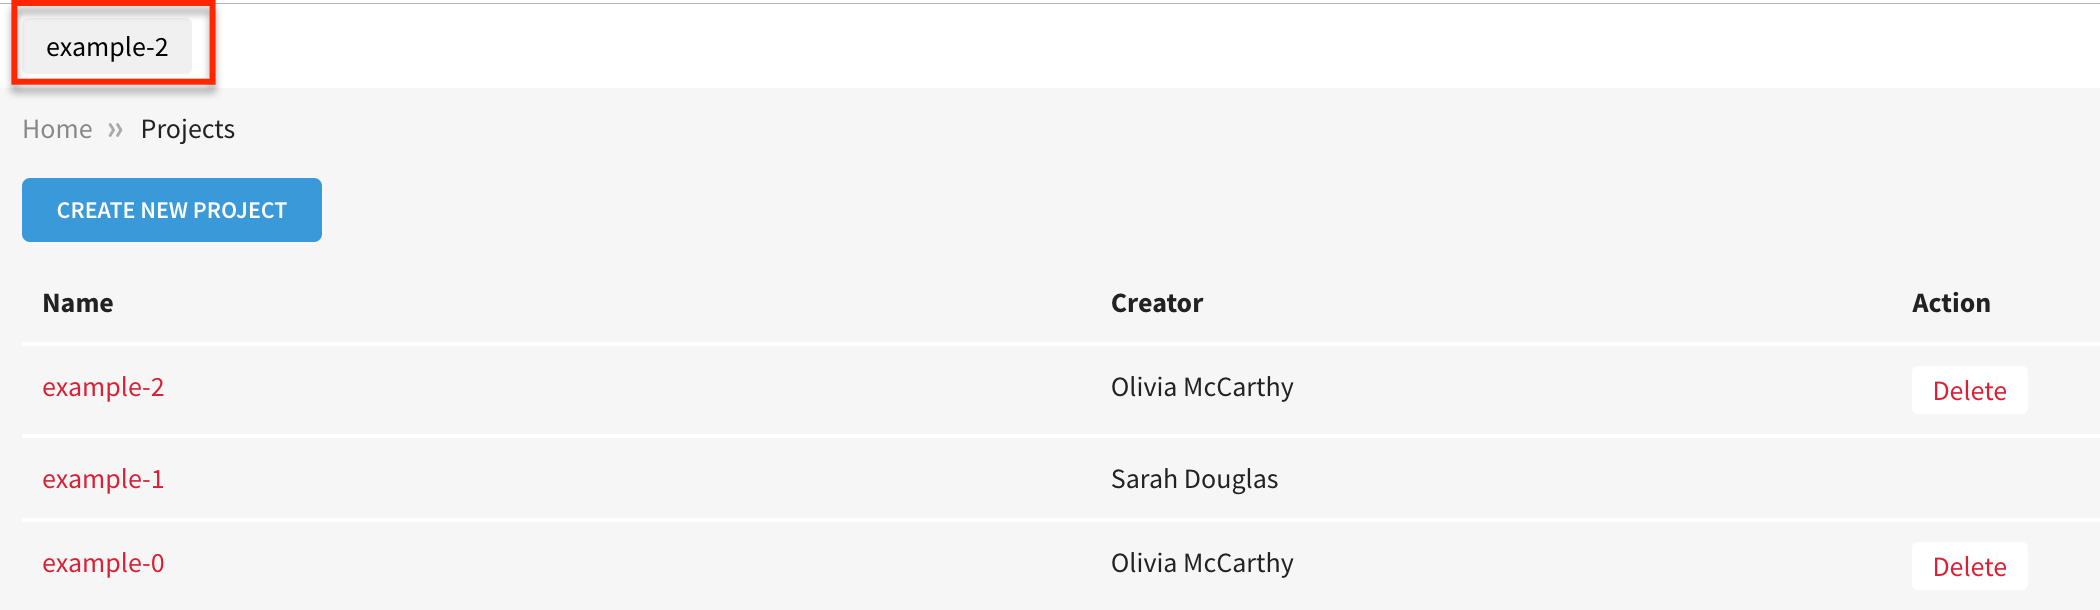 example-2
Home » Projects
CREATE NEW PROJECT
Name Creator Action
example-2 Olivia McCarthy Delete
example-1 Sarah Douglas
example-0 Olivia McCarthy Delete